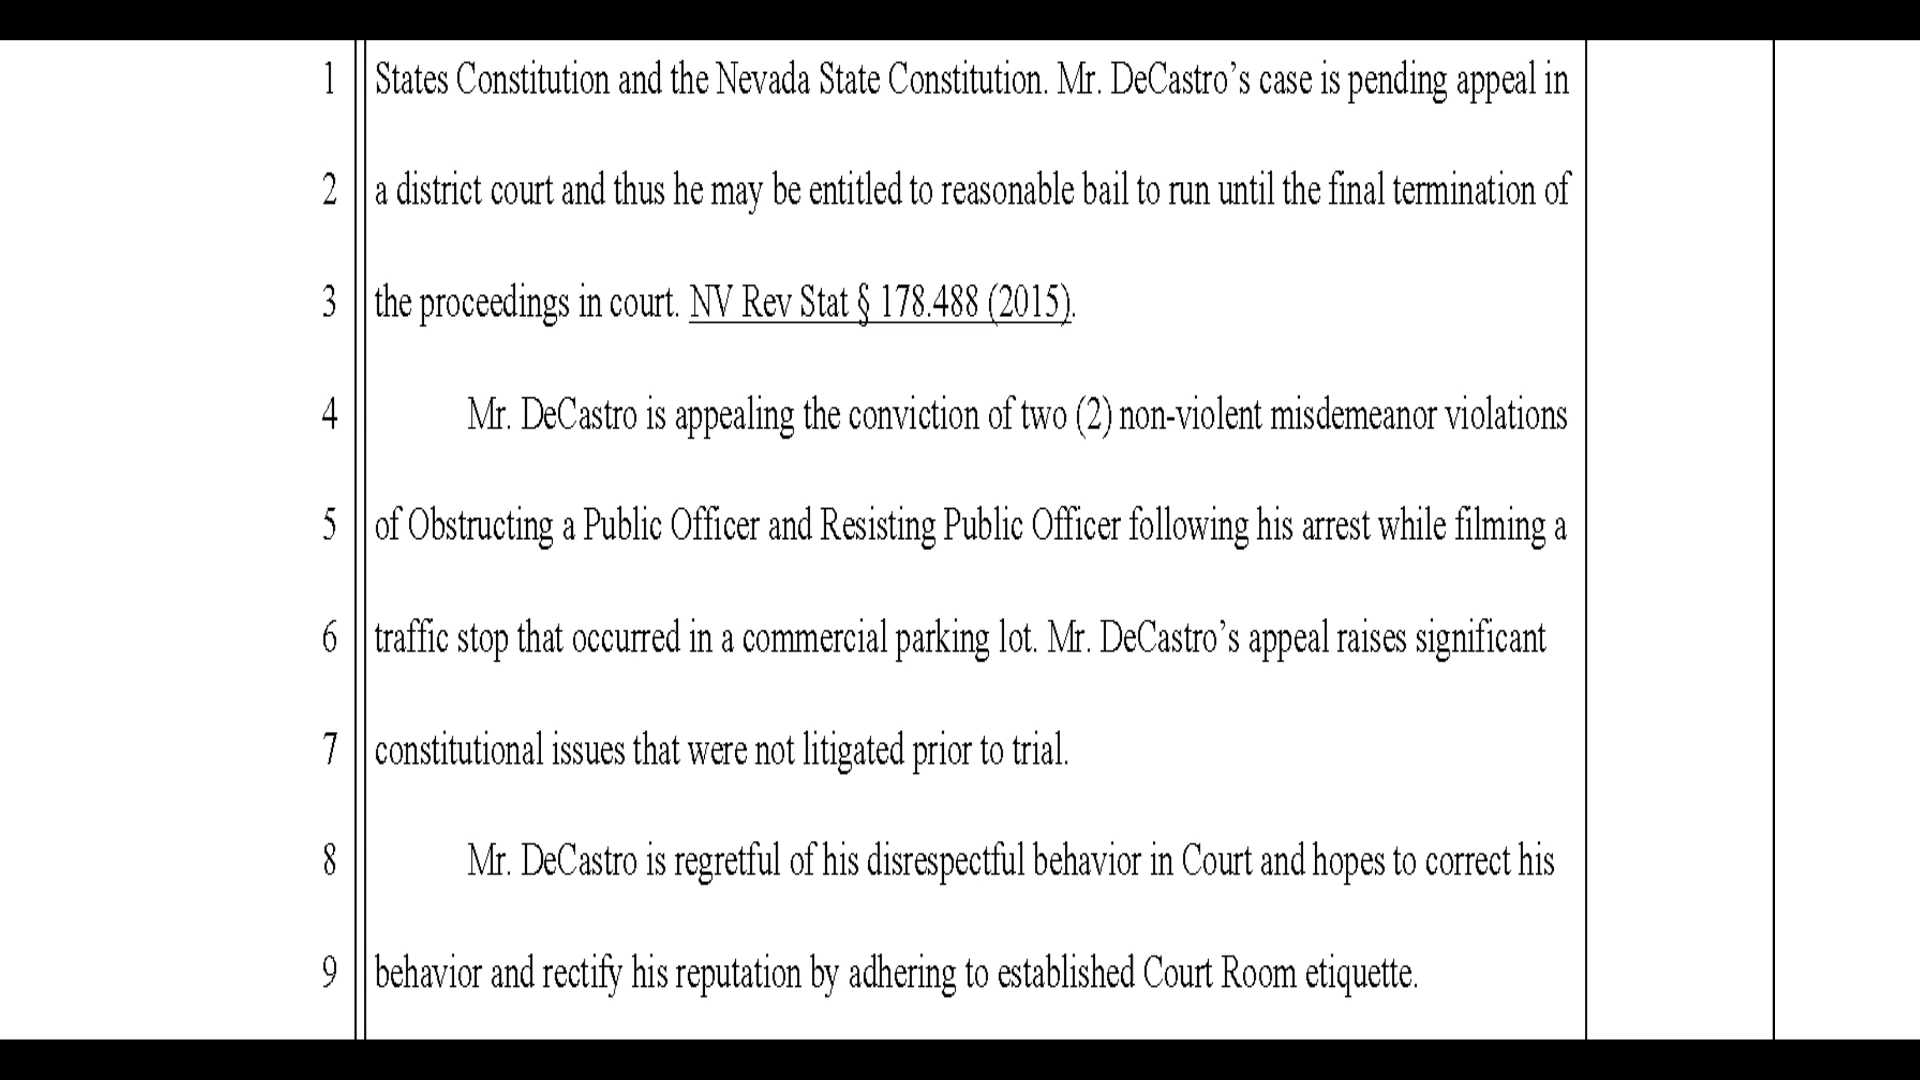 1 States Constitution and the Nevada State Constitution. Mr. DeCastro’s case is pending appeal in
2 a district court and thus he may be entitled to reasonable bail to run until the final termination of
3 the proceedings in court. NV Rev Stat § 178.488 (2015).
4 Mr. DeCastro is appealing the conviction of two (2) non-violent misdemeanor violations
5 of Obstructing a Public Officer and Resisting Public Officer following his arrest while filming a
6 traffic stop that occurred in a commercial parking lot. Mr. DeCastro’s appeal raises significant
7 constitutional issues that were not litigated prior to trial.
8 Mr. DeCastro is regretful of his disrespectful behavior in Court and hopes to correct his
9 behavior and rectify his reputation by adhering to established Court Room etiquette.